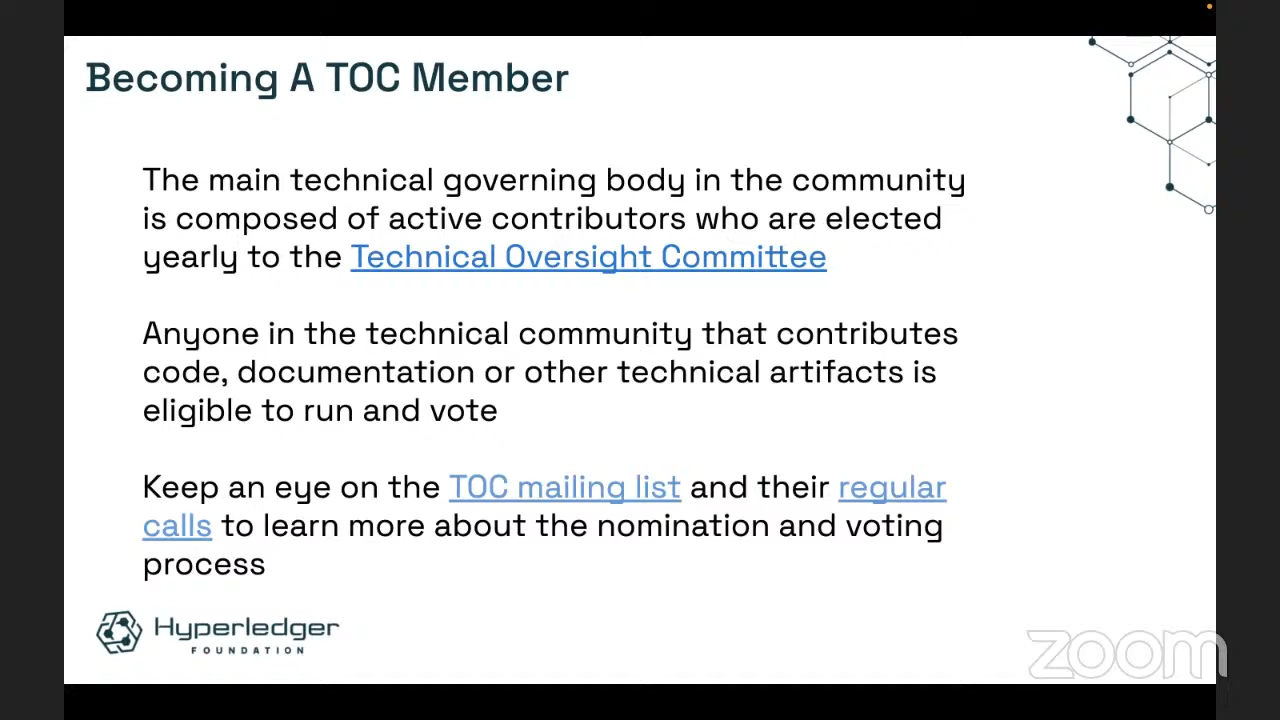 Becoming A TOC Member
The main technical governing body in the community
is composed of active contributors who are elected
yearly to the Technical Oversight Committee
Anyone in the technical community that contributes
code, documentation or other technical artifacts is
eligible to run and vote
Keep an eye on the TOC mailing list and their regular
calls to learn more about the nomination and voting
process
Hyperledger
FOUNDATION
zoom